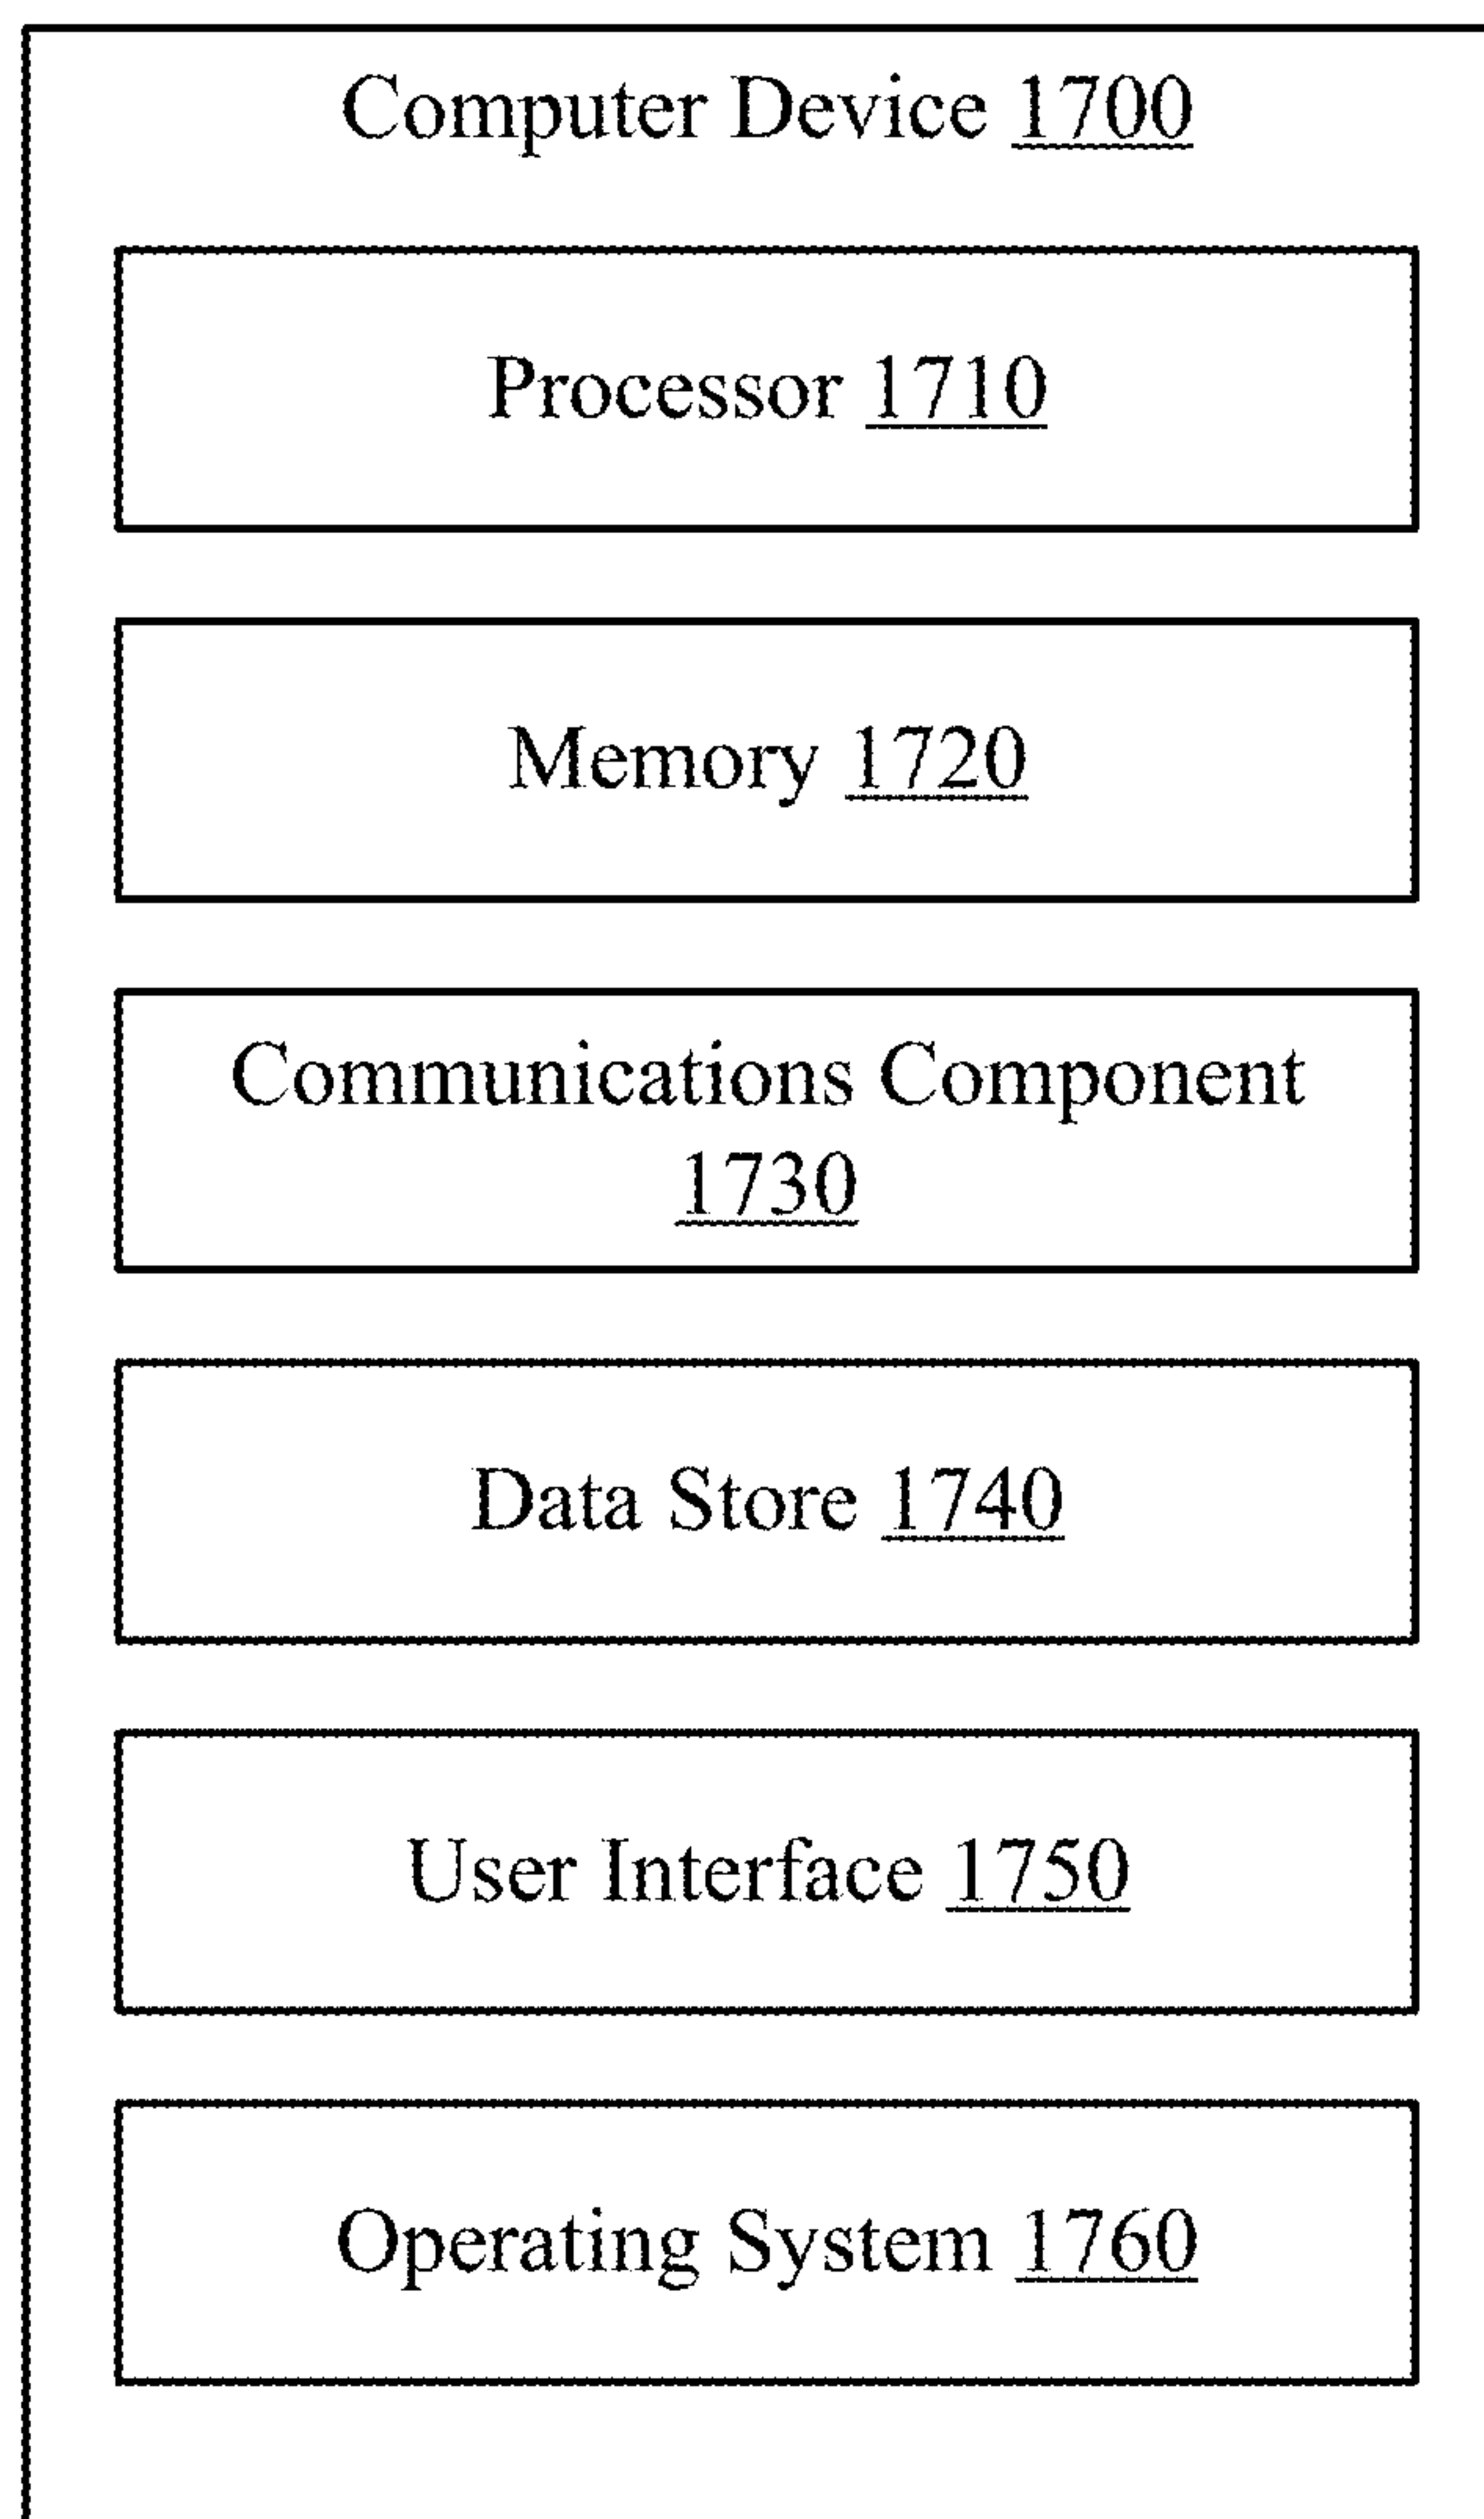 Computer Device 1700
Processor 1710
Memory 1720
Communications Component
1730
Data Store 1740
User Interface 1750
Operating System 1760